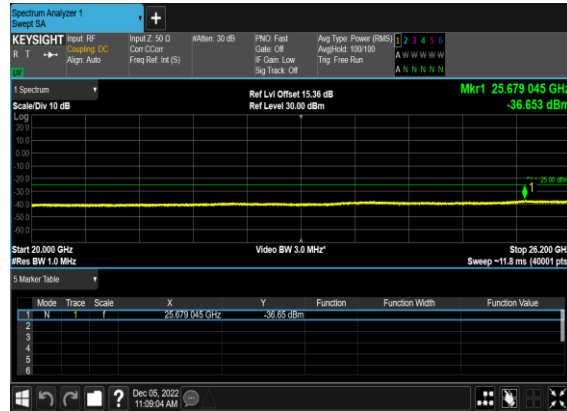 Spectrum Analyzer 1
Swept SA
+
KEYSIGHT
R T
Input: RF
Coupling: DC
Align: Auto
Input Z: 50 Ω
Corr CCorr
Freq Ref: Int (S)
#Atten: 30 dB
PNO: Fast
Gate: Off
IF Gain: Low
Sig Track: Off
Avg Type: Power (RMS)
Avg|Hold: 100/100
Trig: Free Run
1 2 3 4 5 6
A W W W W W
A N N N N N
1 Spectrum
Scale/Div 10 dB
Ref Lvl Offset 15.36 dB
Ref Level 30.00 dBm
Mkr1 25.679 045 GHz
-36.653 dBm
Log
20.0
10.0
0.00
-10.0
-20.0
-30.0
-40.0
-50.0
-60.0
-25.00 dBm
1
Start 20.000 GHz
#Res BW 1.0 MHz
Video BW 3.0 MHz*
Stop 26.200 GHz
Sweep ~11.8 ms (40001 pts)
5 Marker Table
Mode Trace Scale X Y Function Function Width Function Value
1 N 1 f 25.679 045 GHz -36.65 dBm
2
3
4
5
6
?
Dec 05, 2022
11:09:04 AM